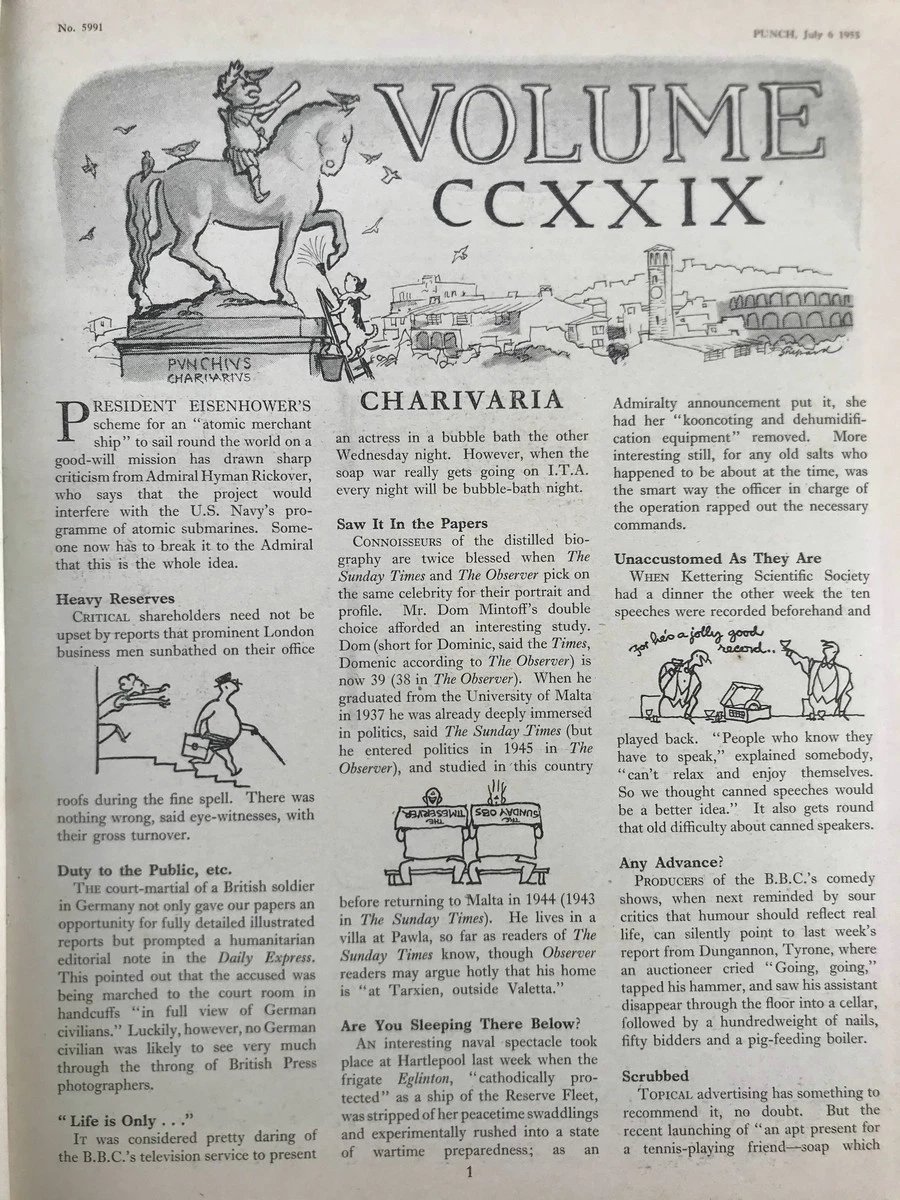 No. 5991
PUNCH, July 6 1955
VOLUME
CCXXIX
PVNCHIVS
CHARIVARIVS
CHARIVARIA
PRESIDENT EISENHOWER'S
scheme for an "atomic merchant
ship" to sail round the world on a
good-will mission has drawn sharp
criticism from Admiral Hyman Rickover,
who says that the project would
interfere with the U.S. Navy's pro-
gramme of atomic submarines. Some-
one now has to break it to the Admiral
that this is the whole idea.
Heavy Reserves
CRITICAL shareholders need not be
upset by reports that prominent London
business men sunbathed on their office
roofs during the fine spell. There was
nothing wrong, said eye-witnesses, with
their gross turnover.
Duty to the Public, etc.
THE court-martial of a British soldier
in Germany not only gave our papers an
opportunity for fully detailed illustrated
reports but prompted a humanitarian
editorial note in the Daily Express.
This pointed out that the accused was
being marched to the court room in
handcuffs "in full view of German
civilians." Luckily, however, no German
civilian was likely to see very much
through the throng of British Press
photographers.
"Life is Only . . ."
IT was considered pretty daring of
the B.B.C.'s television service to present
an actress in a bubble bath the other
Wednesday night. However, when the
soap war really gets going on I.T.A.
every night will be bubble-bath night.
Saw It In the Papers
CONNOISSEURS of the distilled bio-
graphy are twice blessed when The
Sunday Times and The Observer pick on
the same celebrity for their portrait and
profile. Mr. Dom Mintoff's double
choice afforded an interesting study.
Dom (short for Dominic, said the Times,
Domenic according to The Observer) is
now 39 (38 in The Observer). When he
graduated from the University of Malta
in 1937 he was already deeply immersed
in politics, said The Sunday Times (but
he entered politics in 1945 in The
Observer), and studied in this country
THE
TIMESERVER
THE
SUNDAY OBS
before returning to Malta in 1944 (1943
in The Sunday Times). He lives in a
villa at Pawla, so far as readers of The
Sunday Times know, though Observer
readers may argue hotly that his home
is "at Tarxien, outside Valetta."
Are You Sleeping There Below?
AN interesting naval spectacle took
place at Hartlepool last week when the
frigate Eglinton, "cathodically pro-
tected" as a ship of the Reserve Fleet,
was stripped of her peacetime swaddlings
and experimentally rushed into a state
of wartime preparedness; as an
Admiralty announcement put it, she
had her "kooncoting and dehumidifi-
cation equipment" removed. More
interesting still, for any old salts who
happened to be about at the time, was
the smart way the officer in charge of
the operation rapped out the necessary
commands.
Unaccustomed As They Are
WHEN Kettering Scientific Society
had a dinner the other week the ten
speeches were recorded beforehand and
for he's a jolly good
record..
played back. "People who know they
have to speak," explained somebody,
"can't relax and enjoy themselves.
So we thought canned speeches would
be a better idea." It also gets round
that old difficulty about canned speakers.
Any Advance?
PRODUCERS of the B.B.C.'s comedy
shows, when next reminded by sour
critics that humour should reflect real
life, can silently point to last week's
report from Dungannon, Tyrone, where
an auctioneer cried "Going, going,"
tapped his hammer, and saw his assistant
disappear through the floor into a cellar,
followed by a hundredweight of nails,
fifty bidders and a pig-feeding boiler.
Scrubbed
TOPICAL advertising has something to
recommend it, no doubt. But the
recent launching of "an apt present for
a tennis-playing friend—soap which
1